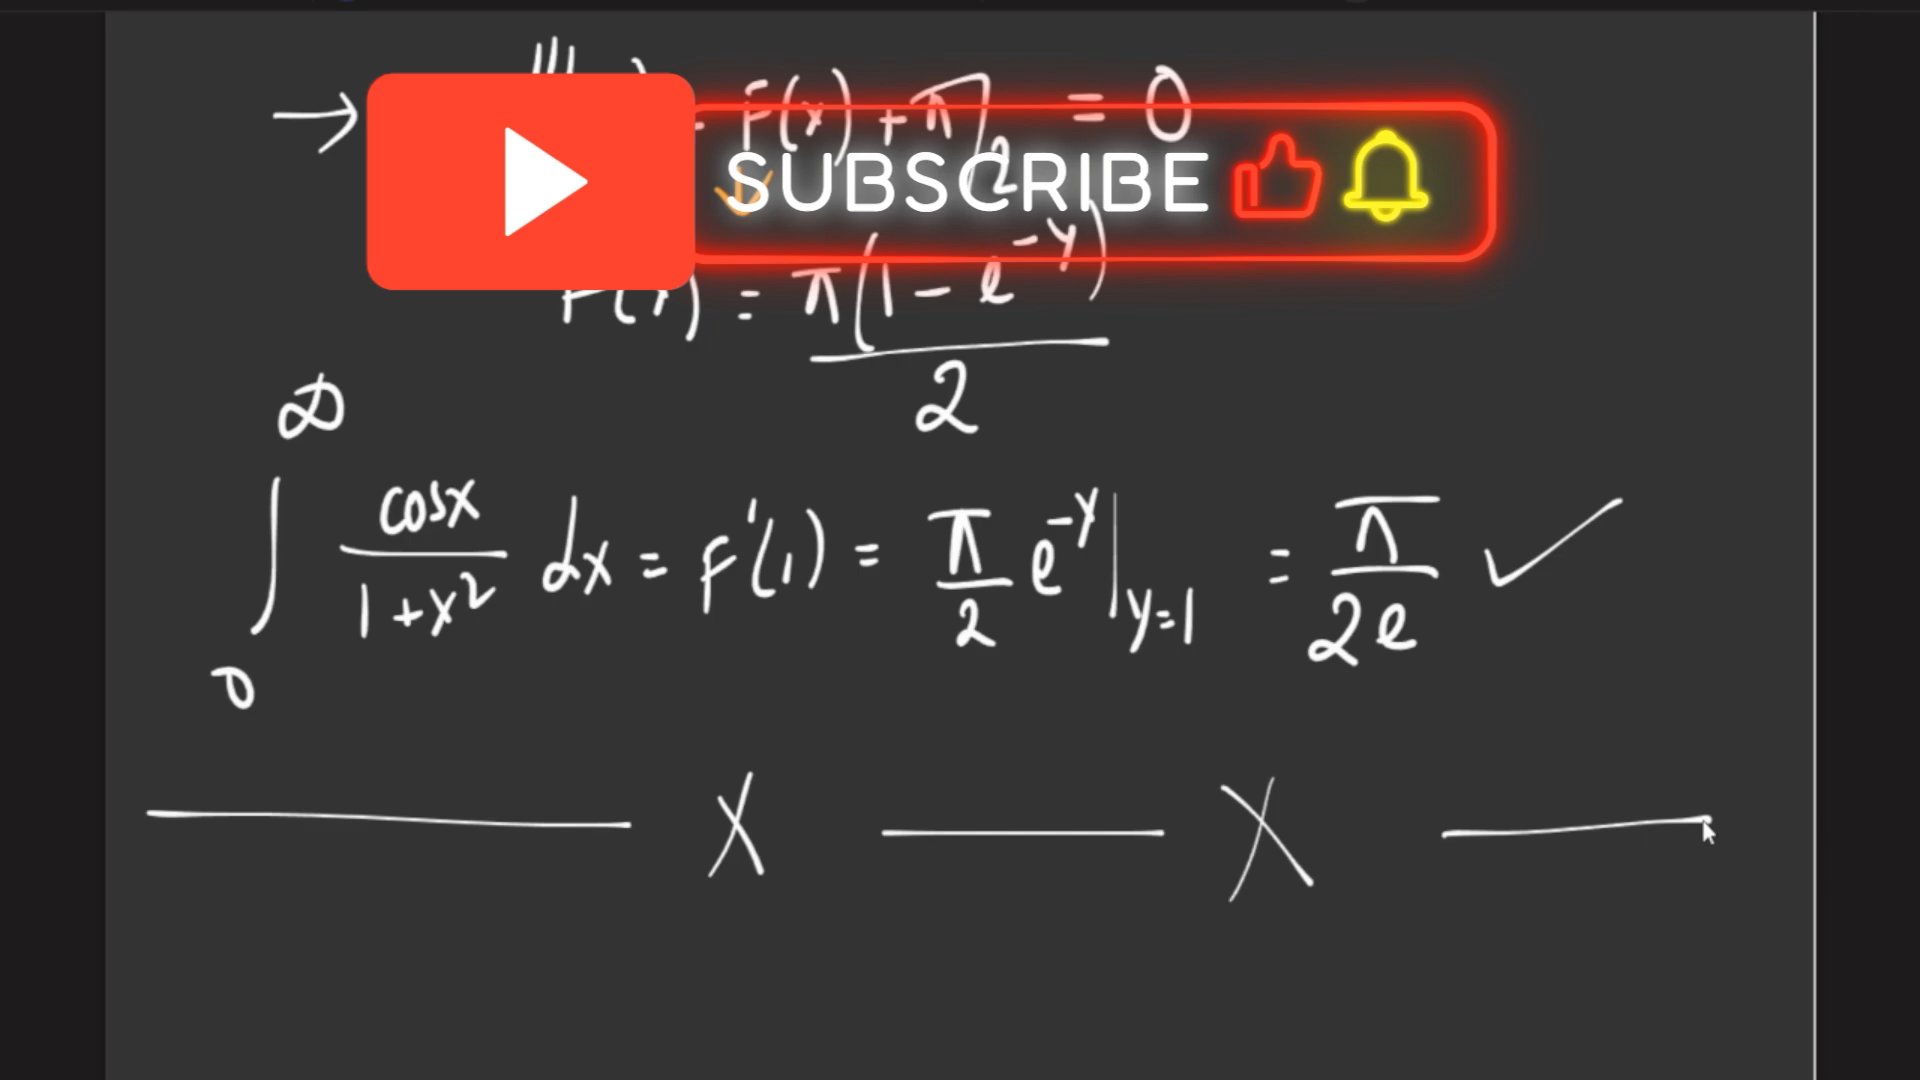 F(x) + π/2 = 0
SUBSCRIBE
= π(1 - e^-y) / 2
∫ 0 ∞ cosx / 1+x² dx = F'(1) = π/2 e^-y | y=1 = π/2e ✓
X X